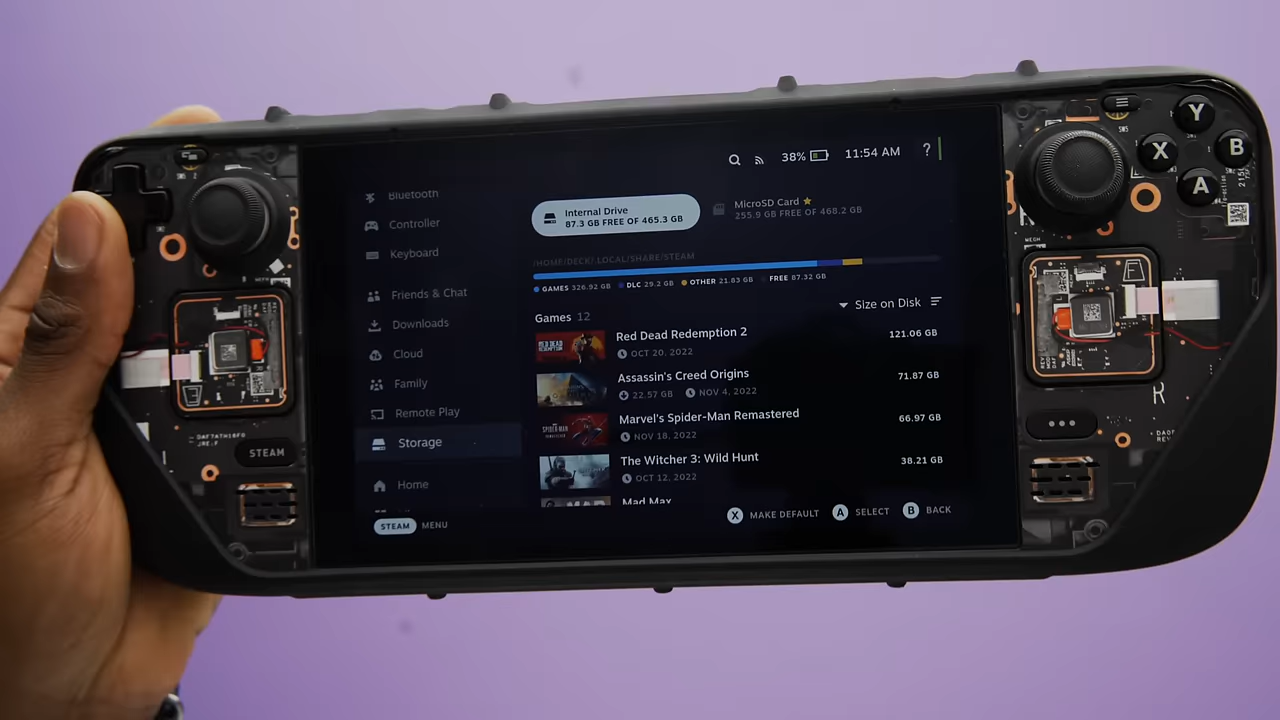 38%
11:54 AM
?
Bluetooth
Controller
Keyboard
Friends & Chat
Downloads
Cloud
Family
Remote Play
Storage
Home
Internal Drive
87.3 GB FREE OF 465.3 GB
MicroSD Card
255.9 GB FREE OF 468.2 GB
/HOME/DECK/.LOCAL/SHARE/STEAM
GAMES 326.92 GB DLC 29.2 GB OTHER 21.83 GB FREE 87.32 GB
Games 12
Size on Disk
Red Dead Redemption 2
OCT 20, 2022
121.06 GB
Assassin's Creed Origins
22.57 GB NOV 4, 2022
71.87 GB
Marvel's Spider-Man Remastered
NOV 18, 2022
66.97 GB
The Witcher 3: Wild Hunt
OCT 12, 2022
38.21 GB
Mad Max
STEAM MENU
X MAKE DEFAULT A SELECT B BACK
STEAM
Y
X
B
A
R